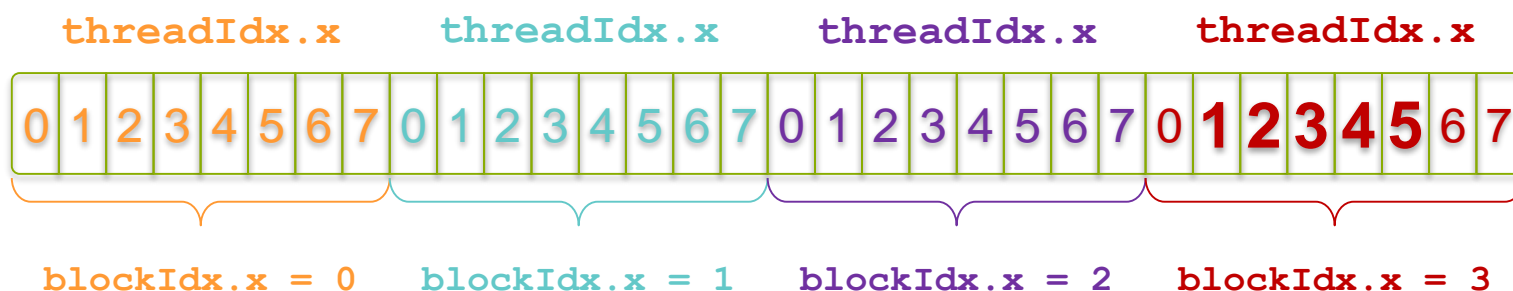 threadIdx.x threadIdx.x threadIdx.x threadIdx.x
0 1 2 3 4 5 6 7 0 1 2 3 4 5 6 7 0 1 2 3 4 5 6 7 0 1 2 3 4 5 6 7
blockIdx.x = 0 blockIdx.x = 1 blockIdx.x = 2 blockIdx.x = 3